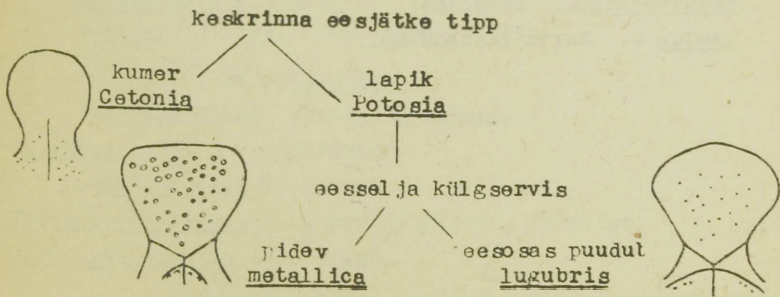 keskrinna eesjätke tipp
kumer
Cetonia
lapik
Potosia
eesselja külgservis
pidev
metallica
eesosas puudub
lugubris